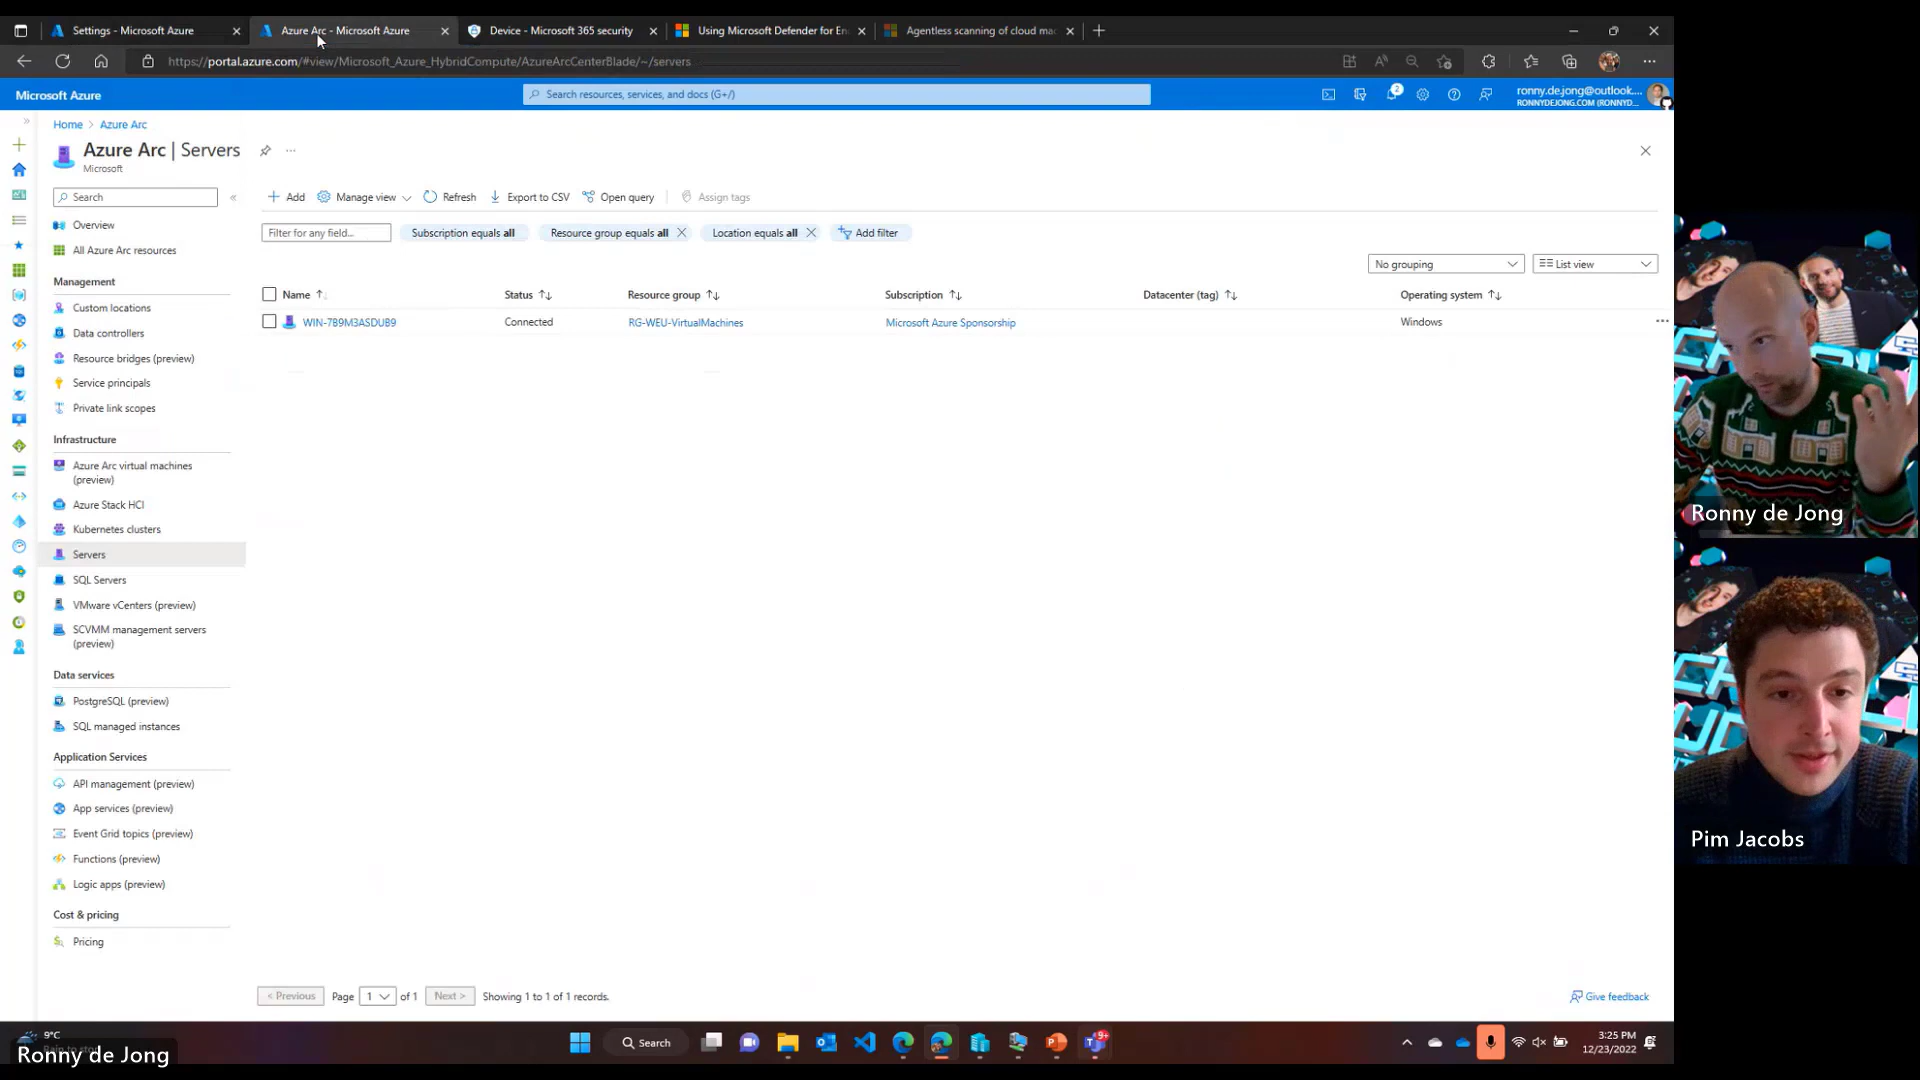 Settings - Microsoft Azure
Azure Arc - Microsoft Azure
Device - Microsoft 365 security
Using Microsoft Defender for En
Agentless scanning of cloud mac
https://portal.azure.com/#view/Microsoft_Azure_HybridCompute/AzureArcCenterBlade/~/servers
Microsoft Azure
Search resources, services, and docs (G+/)
2
ronny.de.jong@outlook....
RONNYDEJONG.COM (RONNYD...
Home > Azure Arc
Azure Arc | Servers
Microsoft
Search
Add
Manage view
Refresh
Export to CSV
Open query
Assign tags
Filter for any field...
Subscription equals all
Resource group equals all
Location equals all
Add filter
No grouping
List view
Name
Status
Resource group
Subscription
Datacenter (tag)
Operating system
WIN-7B9M3ASDUB9
Connected
RG-WEU-VirtualMachines
Microsoft Azure Sponsorship
Windows
Overview
All Azure Arc resources
Management
Custom locations
Data controllers
Resource bridges (preview)
Service principals
Private link scopes
Infrastructure
Azure Arc virtual machines
(preview)
Azure Stack HCI
Kubernetes clusters
Servers
SQL Servers
VMware vCenters (preview)
SCVMM management servers
(preview)
Data services
PostgreSQL (preview)
SQL managed instances
Application Services
API management (preview)
App services (preview)
Event Grid topics (preview)
Functions (preview)
Logic apps (preview)
Cost & pricing
Pricing
< Previous
Page 1 of 1
Next >
Showing 1 to 1 of 1 records.
Give feedback
Ronny de Jong
Pim Jacobs
9°C
Ronny de Jong
Search
9+
3:25 PM
12/23/2022